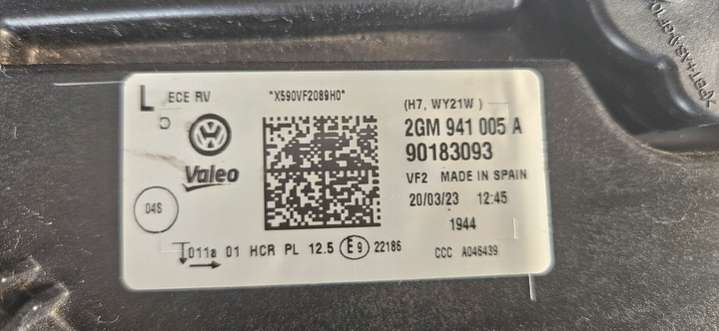 L ECE RV *X590VF2089H0* (H7, WY21W )
2GM 941 005 A
VW
90183093
Valeo
VF2 MADE IN SPAIN
04S
20/03/23 12:45
1944
011a 01 HCR PL 12.5 E9 22186
CCC A046439